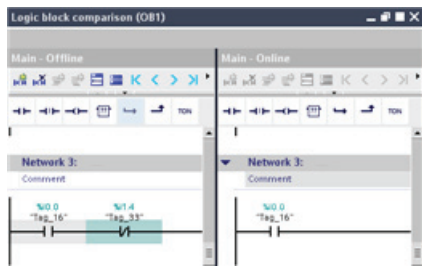 Logic block comparison (OB1)
Main - Offline
Main - Online
TON
TON
Network 3:
Comment
Network 3:
Comment
%I0.0
"Tag_16"
%I1.4
"Tag_33"
%I0.0
"Tag_16"